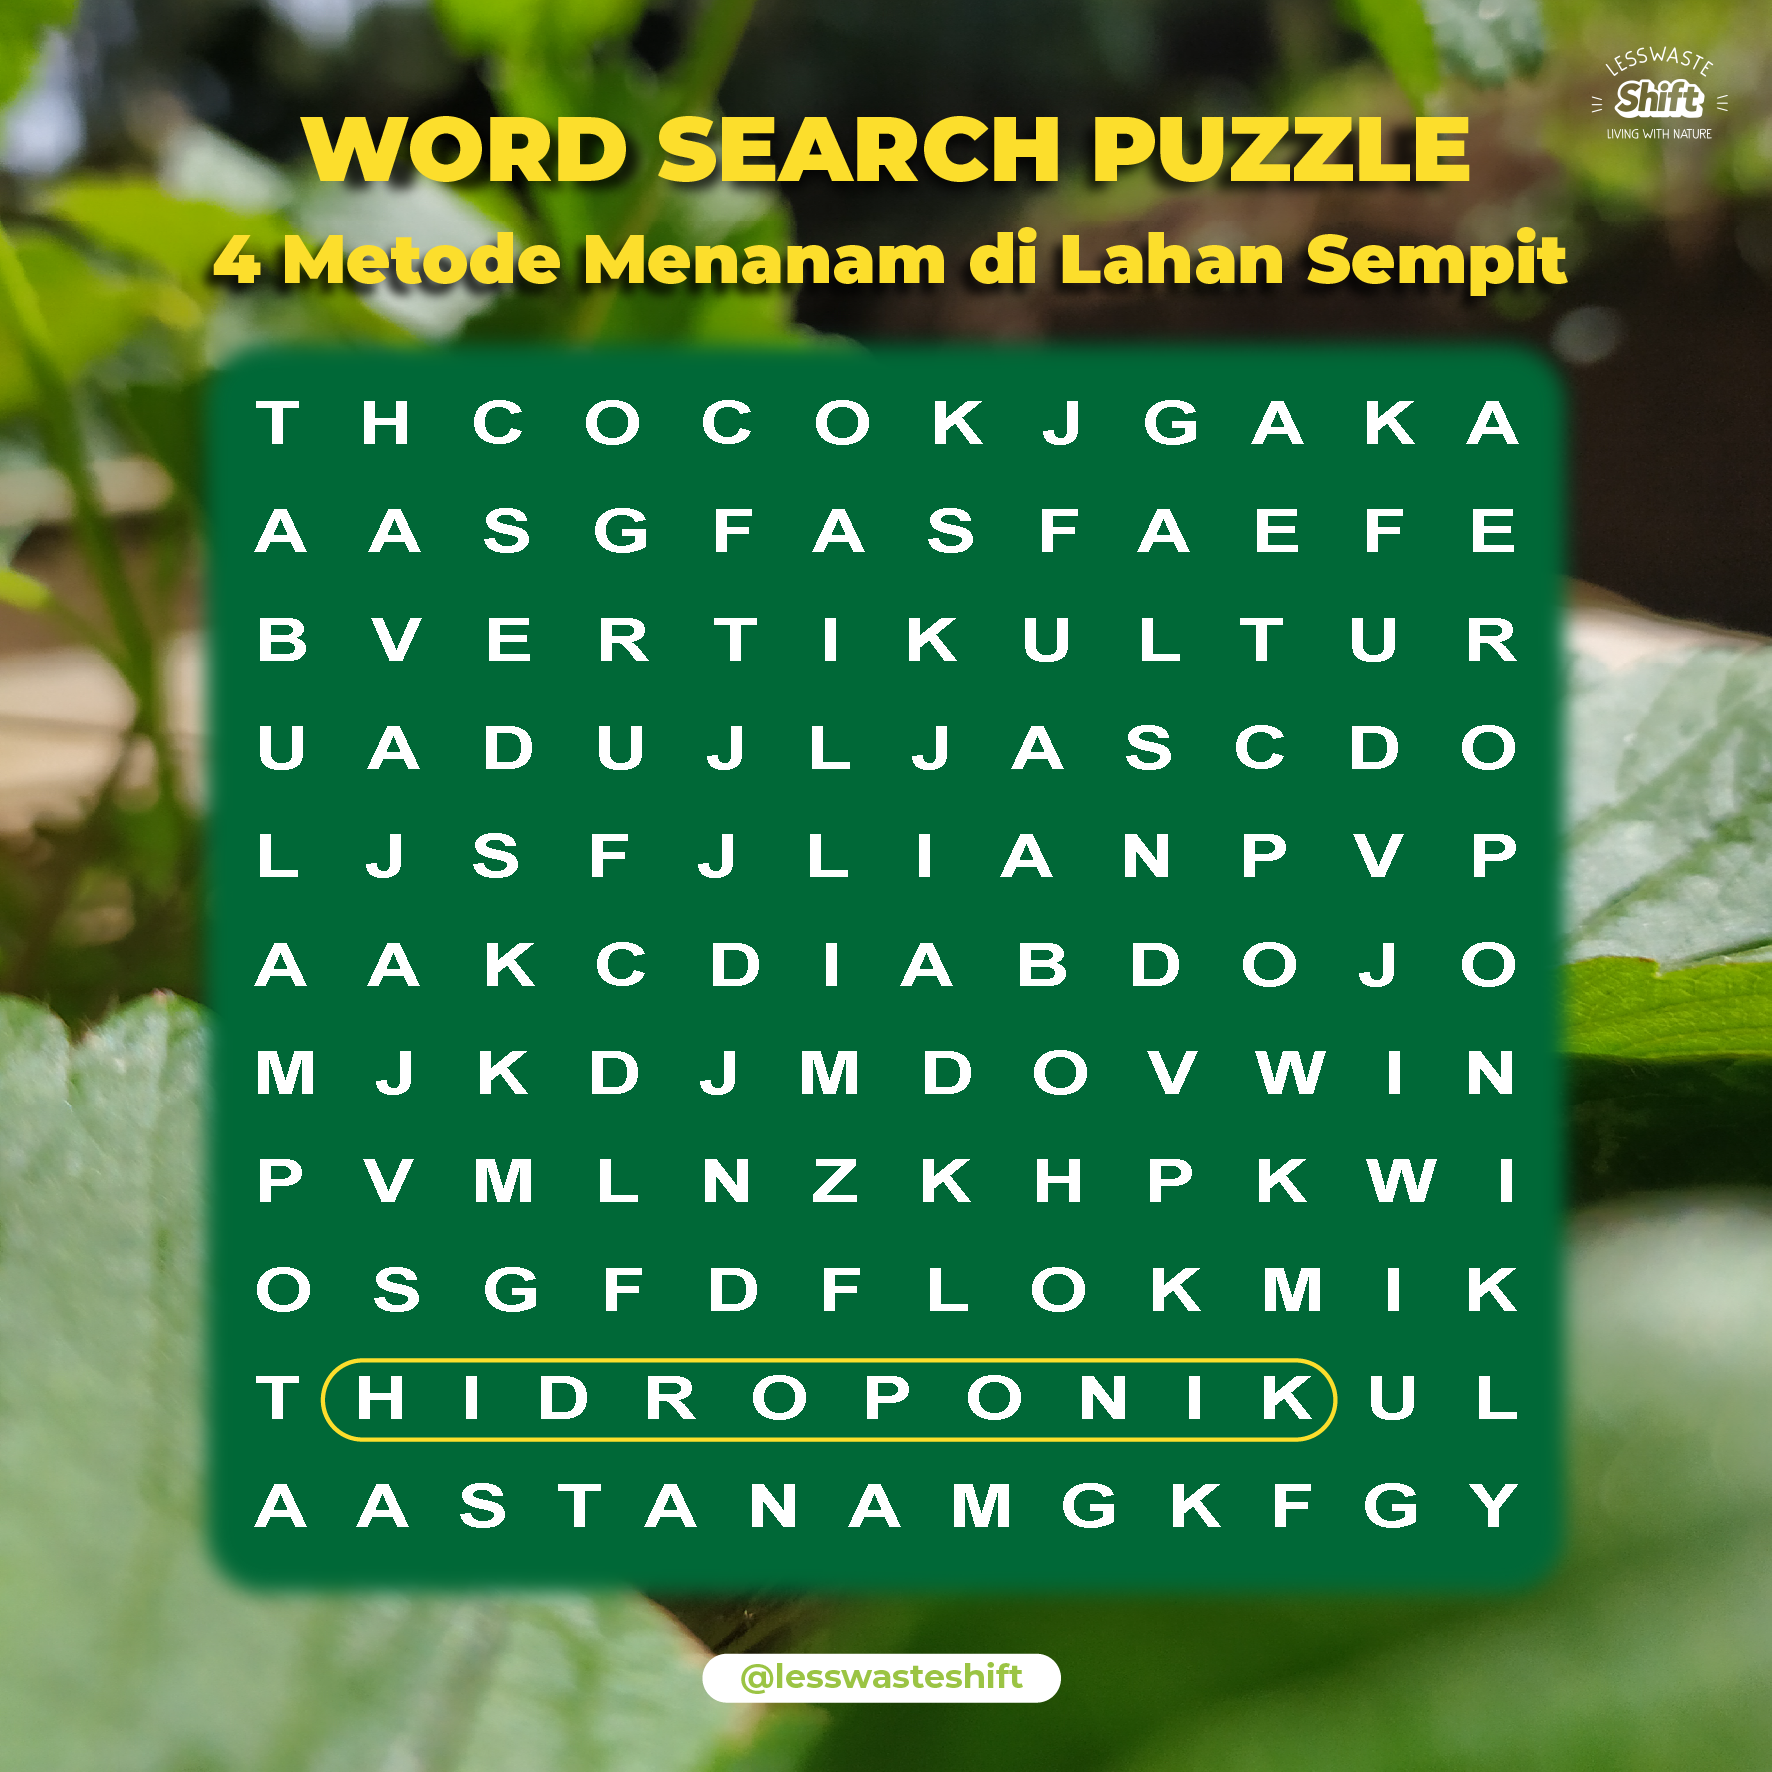 LESSWASTE
Shift
LIVING WITH NATURE
WORD SEARCH PUZZLE
4 Metode Menanam di Lahan Sempit
T H C O C O K J G A K A
A A S G F A S F A E F E
B V E R T I K U L T U R
U A D U J L J A S C D O
L J S F J L I A N P V P
A A K C D I A B D O J O
M J K D J M D O V W I N
P V M L N Z K H P K W I
O S G F D F L O K M I K
T H I D R O P O N I K U L
A A S T A N A M G K F G Y
@lesswasteshift